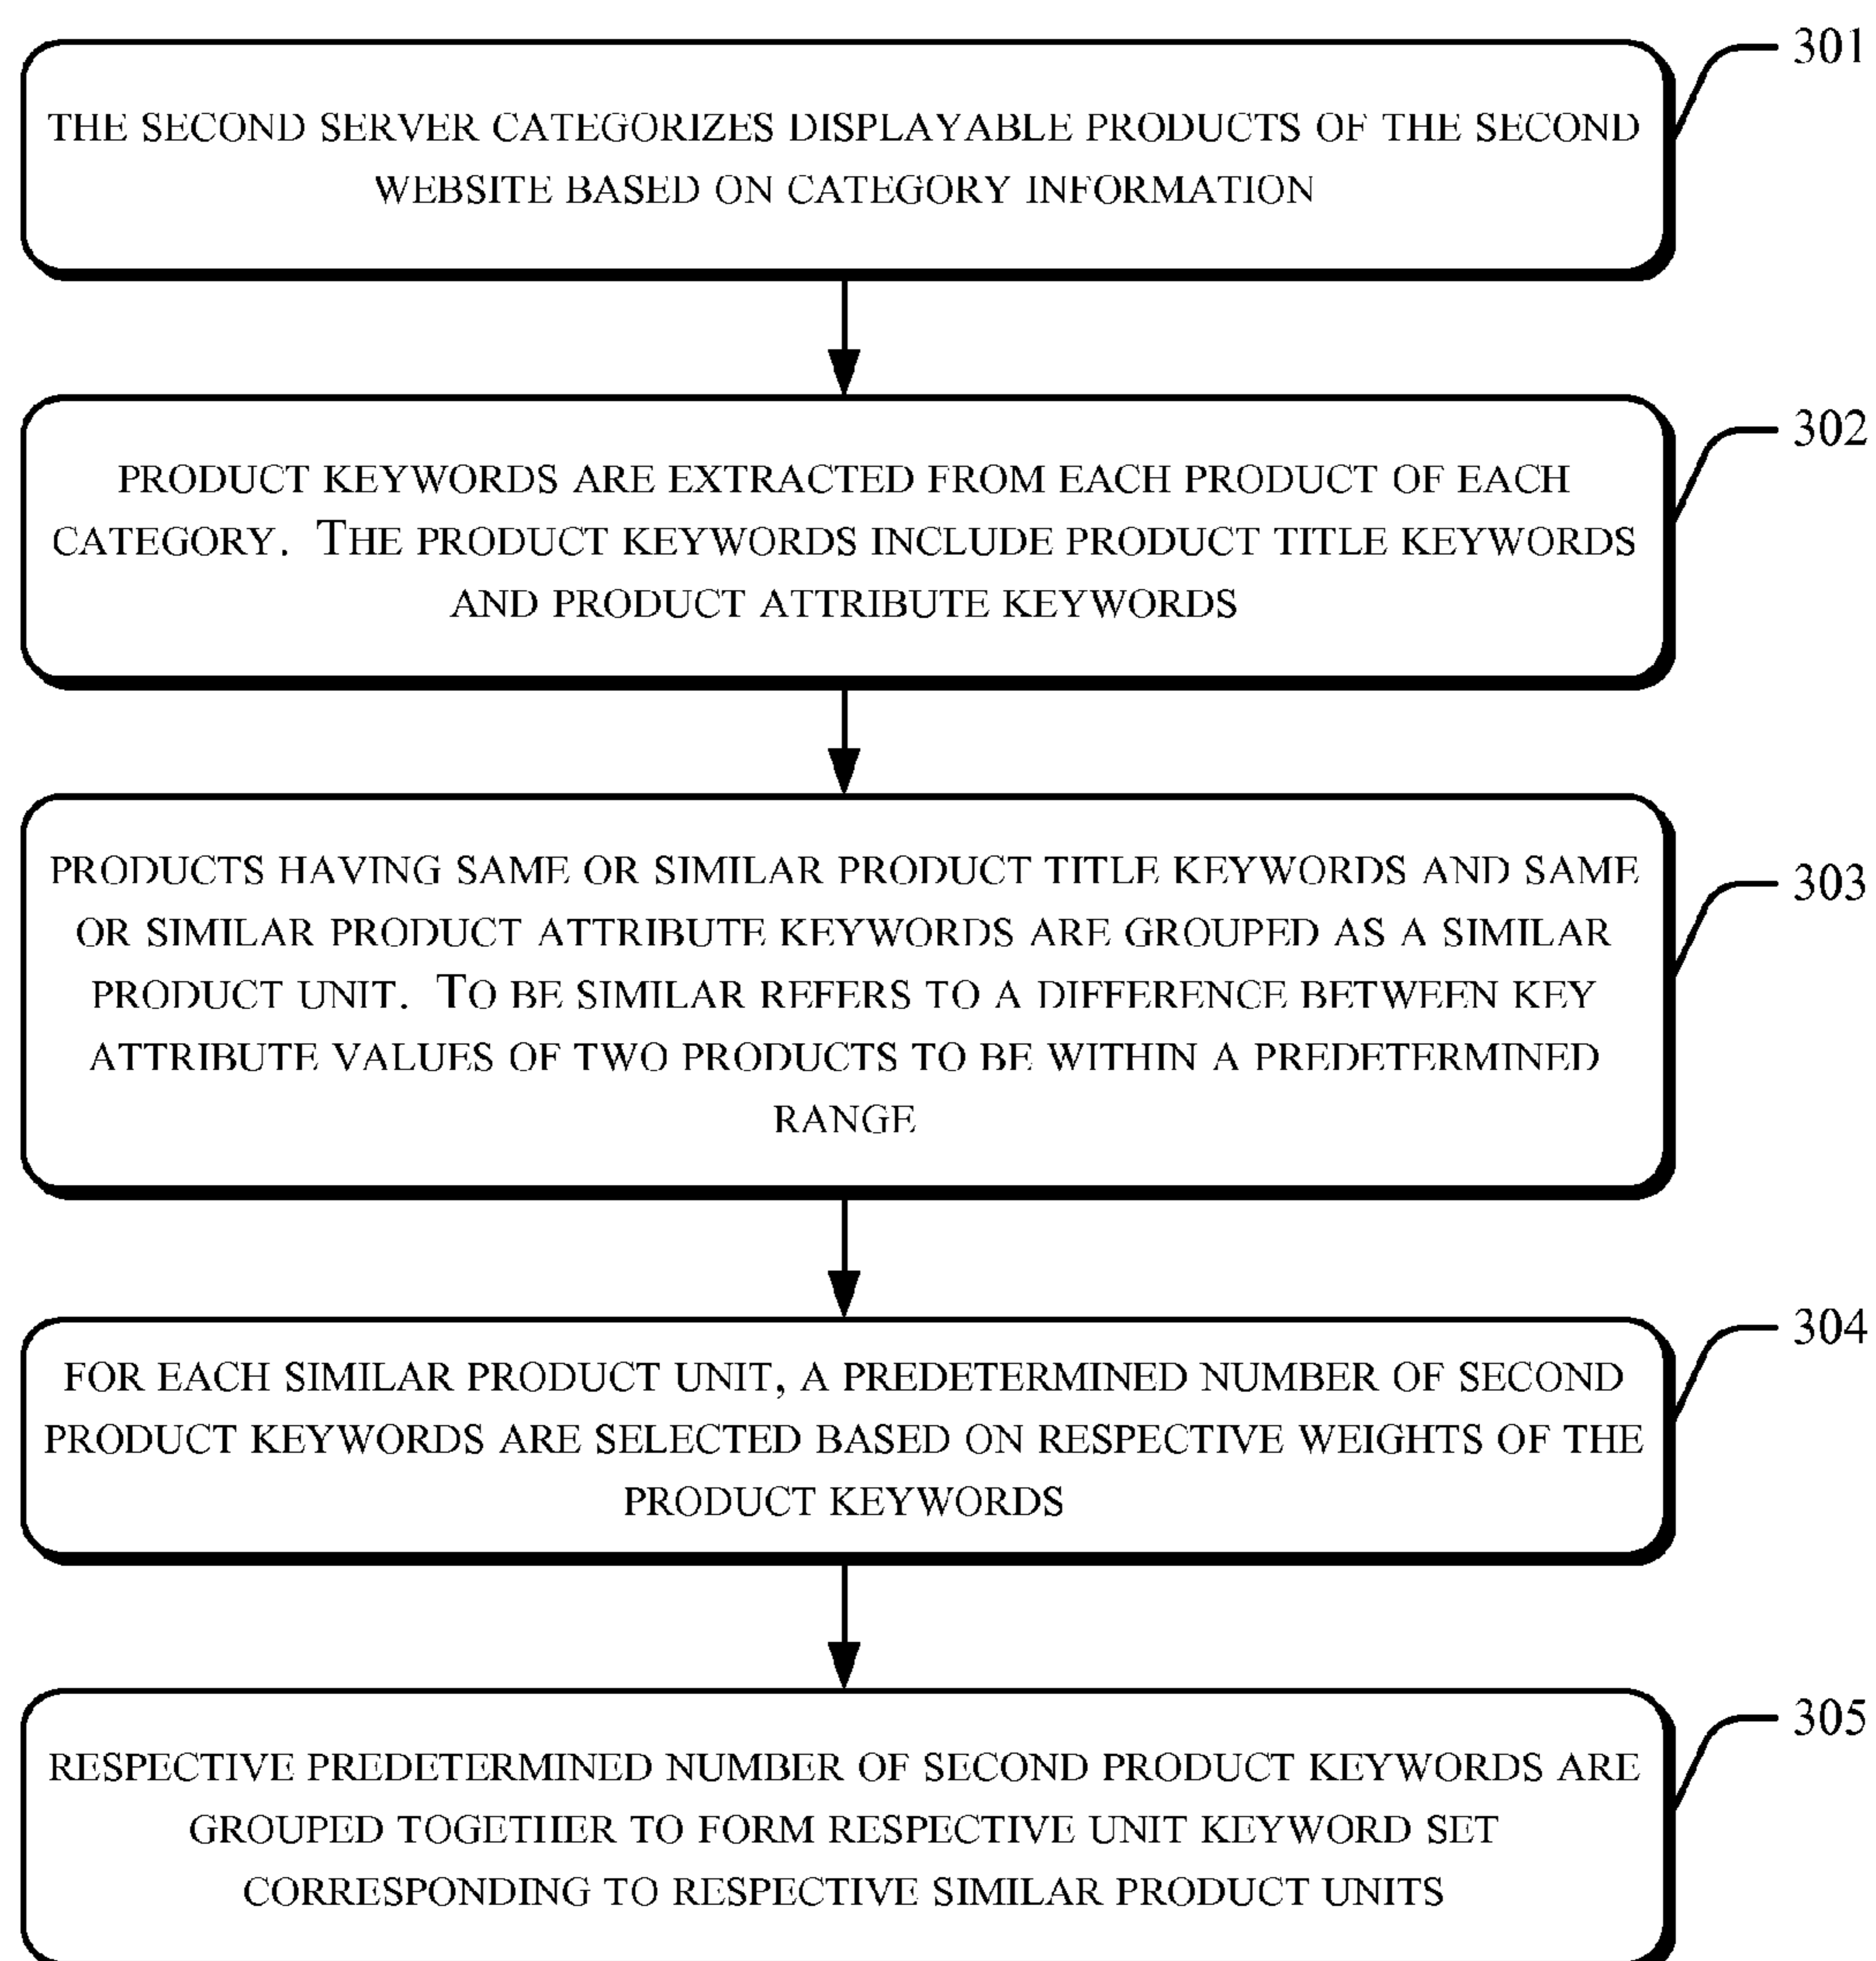 301
THE SECOND SERVER CATEGORIZES DISPLAYABLE PRODUCTS OF THE SECOND
WEBSITE BASED ON CATEGORY INFORMATION
302
PRODUCT KEYWORDS ARE EXTRACTED FROM EACH PRODUCT OF EACH
CATEGORY. THE PRODUCT KEYWORDS INCLUDE PRODUCT TITLE KEYWORDS
AND PRODUCT ATTRIBUTE KEYWORDS
303
PRODUCTS HAVING SAME OR SIMILAR PRODUCT TITLE KEYWORDS AND SAME
OR SIMILAR PRODUCT ATTRIBUTE KEYWORDS ARE GROUPED AS A SIMILAR
PRODUCT UNIT. TO BE SIMILAR REFERS TO A DIFFERENCE BETWEEN KEY
ATTRIBUTE VALUES OF TWO PRODUCTS TO BE WITHIN A PREDETERMINED
RANGE
304
FOR EACH SIMILAR PRODUCT UNIT, A PREDETERMINED NUMBER OF SECOND
PRODUCT KEYWORDS ARE SELECTED BASED ON RESPECTIVE WEIGHTS OF THE
PRODUCT KEYWORDS
305
RESPECTIVE PREDETERMINED NUMBER OF SECOND PRODUCT KEYWORDS ARE
GROUPED TOGETHER TO FORM RESPECTIVE UNIT KEYWORD SET
CORRESPONDING TO RESPECTIVE SIMILAR PRODUCT UNITS